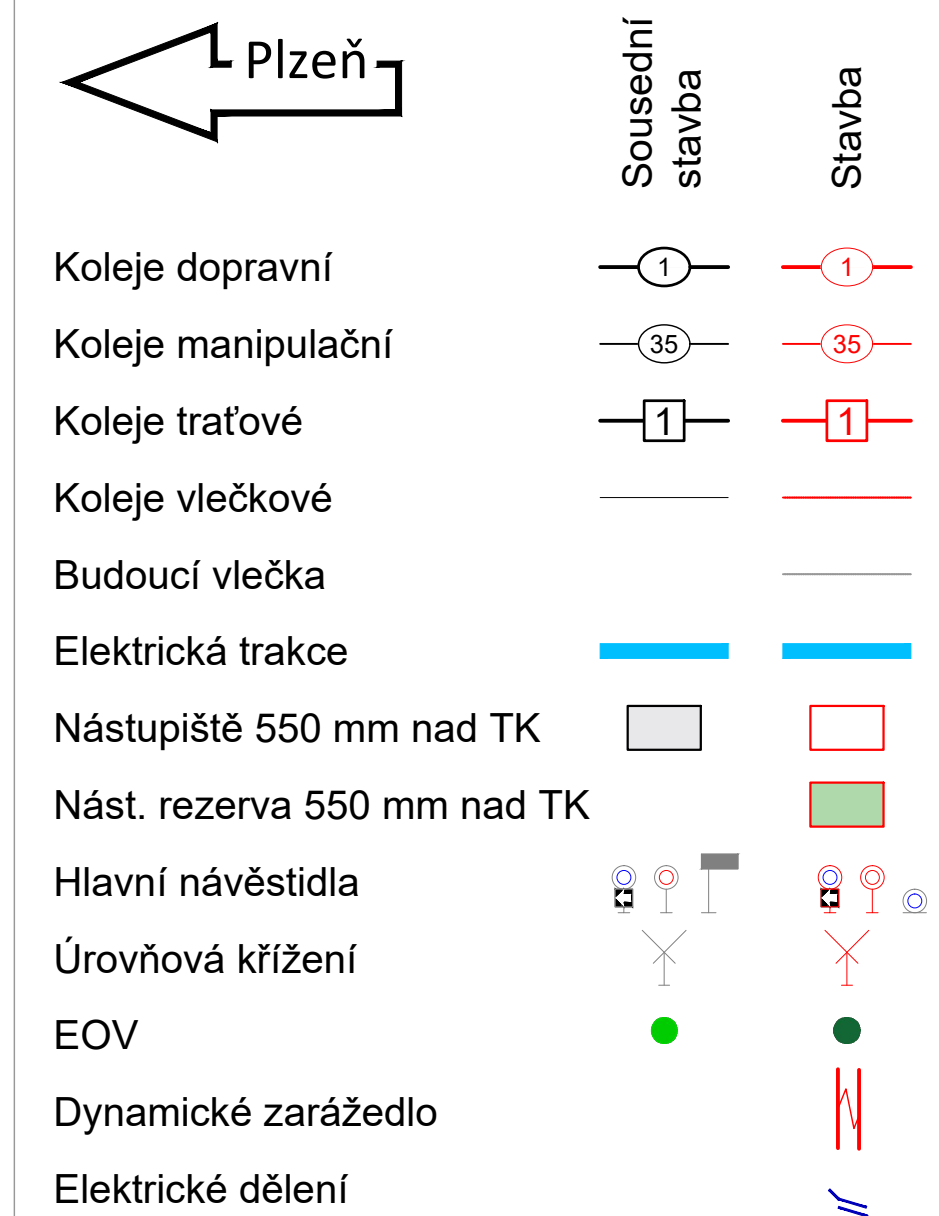 Plzeň
Sousední
stavba
Stavba
Koleje dopravní 1 1
Koleje manipulační 35 35
Koleje traťové 1 1
Koleje vlečkové
Budoucí vlečka
Elektrická trakce
Nástupiště 550 mm nad TK
Nást. rezerva 550 mm nad TK
Hlavní návěstidla
Úrovňová křížení
EOV
Dynamické zarážedlo
Elektrické dělení